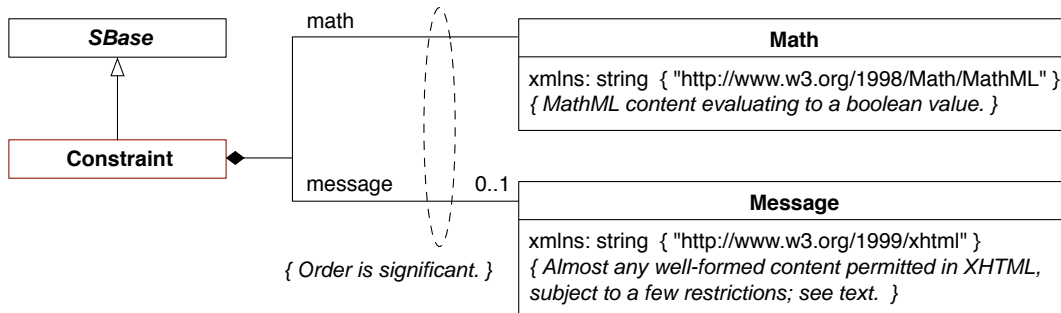 SBase
Constraint
math
message 0..1
{ Order is significant. }
Math
xmlns: string { "http://www.w3.org/1998/Math/MathML" }
{ MathML content evaluating to a boolean value. }
Message
xmlns: string { "http://www.w3.org/1999/xhtml" }
{ Almost any well-formed content permitted in XHTML,
subject to a few restrictions; see text. }